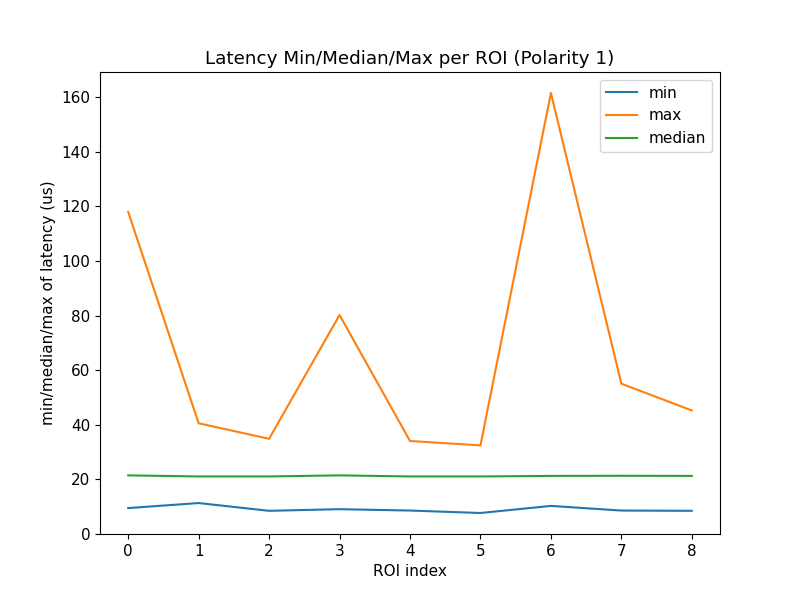 Latency Min/Median/Max per ROI (Polarity 1)
min
max
median
min/median/max of latency (us)
160
140
120
100
80
60
40
20
0
0 1 2 3 4 5 6 7 8
ROI index